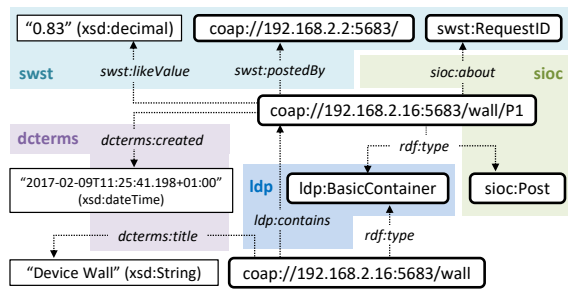 “0.83” (xsd:decimal)
coap://192.168.2.2:5683/
swst:RequestID
swst
swst:likeValue
swst:postedBy
sioc:about
sioc
coap://192.168.2.16:5683/wall/P1
dcterms
dcterms:created
rdf:type
“2017-02-09T11:25:41.198+01:00”
(xsd:dateTime)
ldp
ldp:BasicContainer
sioc:Post
ldp:contains
dcterms:title
rdf:type
“Device Wall” (xsd:String)
coap://192.168.2.16:5683/wall